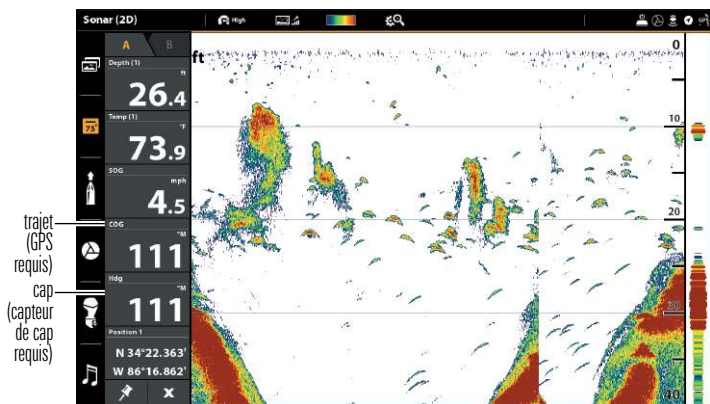 Sonar (2D)
High
A B
Depth (1)
ft
26.4
Temp (1)
°F
73.9
SOG
mph
4.5
COG
°M
111
Hdg
°M
111
Position 1
N 34°22.363'
W 86°16.862'
75°
trajet
(GPS
requis)
cap
(capteur
de cap
requis)
ft
0
10
20
30
40